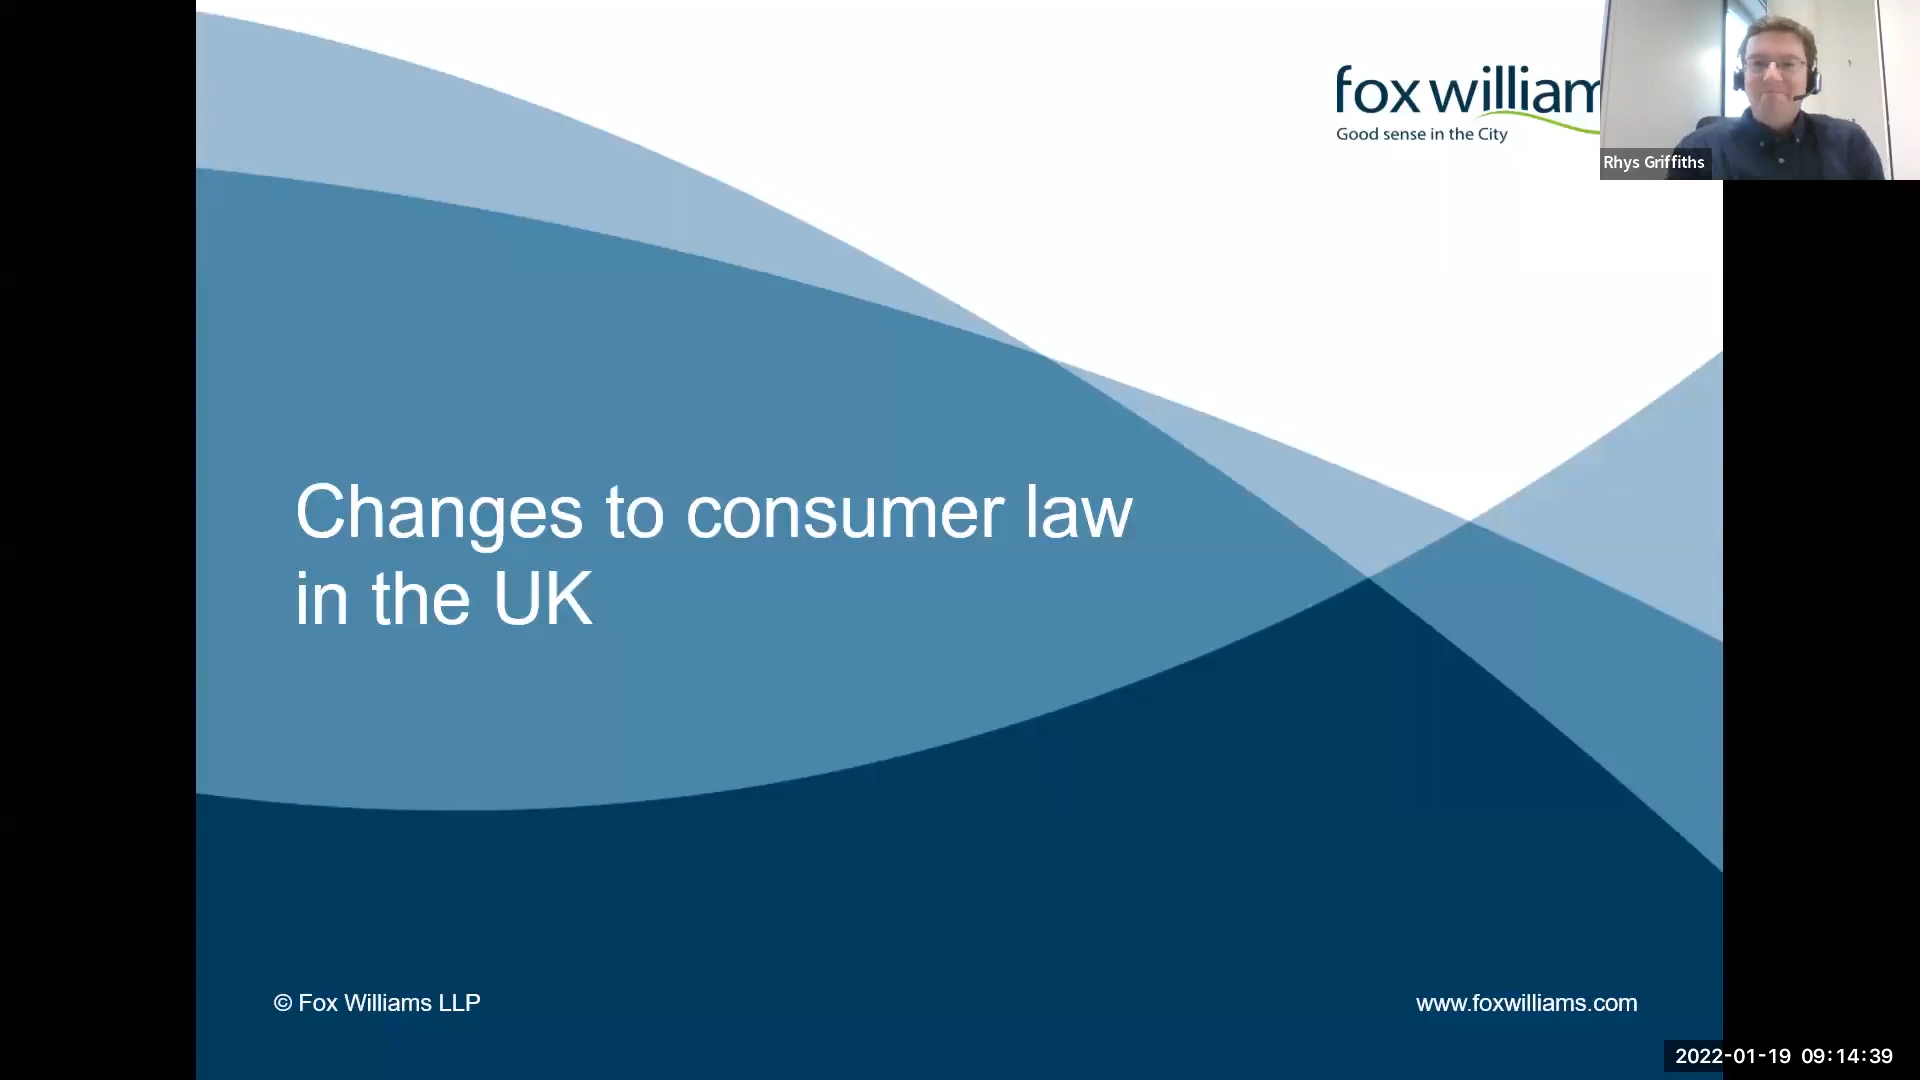 fox william
Good sense in the City
Rhys Griffiths
Changes to consumer law
in the UK
© Fox Williams LLP
www.foxwilliams.com
2022-01-19 09:14:39